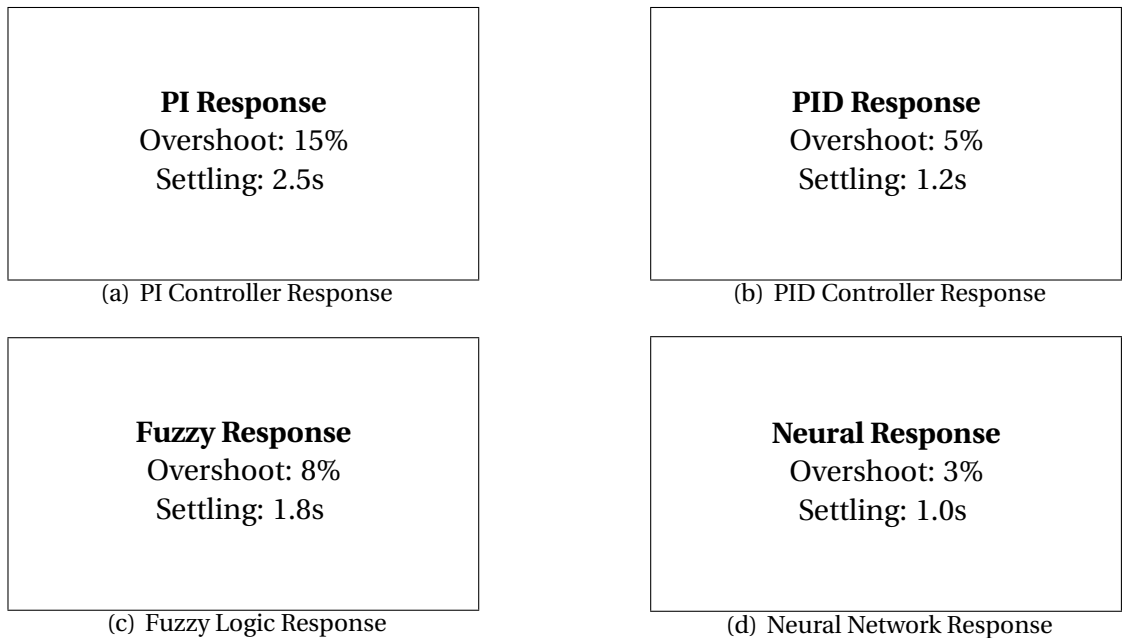 PI Response
Overshoot: 15%
Settling: 2.5s
(a) PI Controller Response
PID Response
Overshoot: 5%
Settling: 1.2s
(b) PID Controller Response
Fuzzy Response
Overshoot: 8%
Settling: 1.8s
(c) Fuzzy Logic Response
Neural Response
Overshoot: 3%
Settling: 1.0s
(d) Neural Network Response